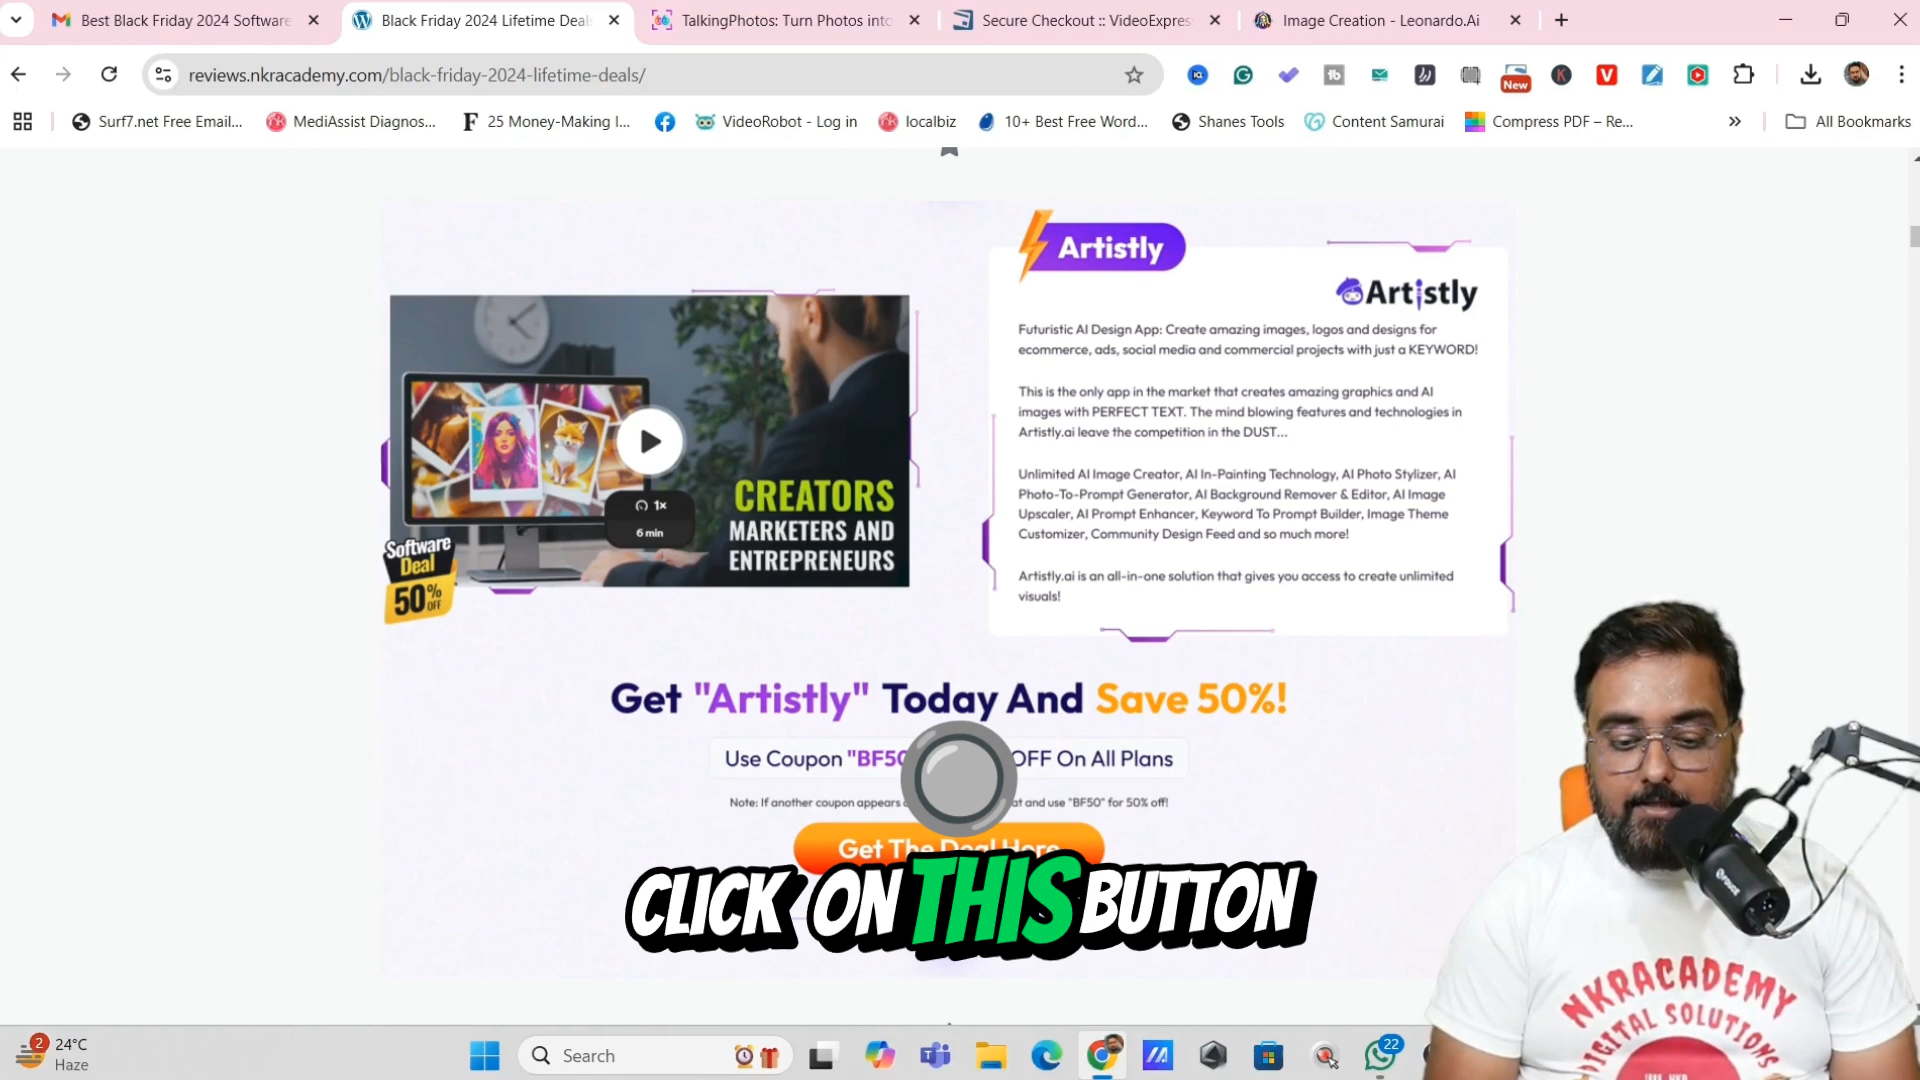 Best Black Friday 2024 Software
Black Friday 2024 Lifetime Deals
TalkingPhotos: Turn Photos into
Secure Checkout :: VideoExpres
Image Creation - Leonardo.Ai
reviews.nkracademy.com/black-friday-2024-lifetime-deals/
New
Surf7.net Free Email...
MediAssist Diagnos...
25 Money-Making I...
VideoRobot - Log in
localbiz
10+ Best Free Word...
Shanes Tools
Content Samurai
Compress PDF – Re...
All Bookmarks
Artistly
Artistly
Futuristic AI Design App: Create amazing images, logos and designs for
ecommerce, ads, social media and commercial projects with just a KEYWORD!
This is the only app in the market that creates amazing graphics and AI
images with PERFECT TEXT. The mind blowing features and technologies in
Artistly.ai leave the competition in the DUST...
Unlimited AI Image Creator, AI In-Painting Technology, AI Photo Stylizer, AI
Photo-To-Prompt Generator, AI Background Remover & Editor, AI Image
Upscaler, AI Prompt Enhancer, Keyword To Prompt Builder, Image Theme
Customizer, Community Design Feed and so much more!
Artistly.ai is an all-in-one solution that gives you access to create unlimited
visuals!
1x
6 min
CREATORS
MARKETERS AND
ENTREPRENEURS
Software
Deal
50%
OFF
Get "Artistly" Today And Save 50%!
Use Coupon "BF50 OFF On All Plans
Note: If another coupon appears at and use "BF50" for 50% off!
Get The Deal Here
CLICK ON THIS BUTTON
NKRACADEMY
DIGITAL SOLUTIONS
2
24°C
Haze
Search
22